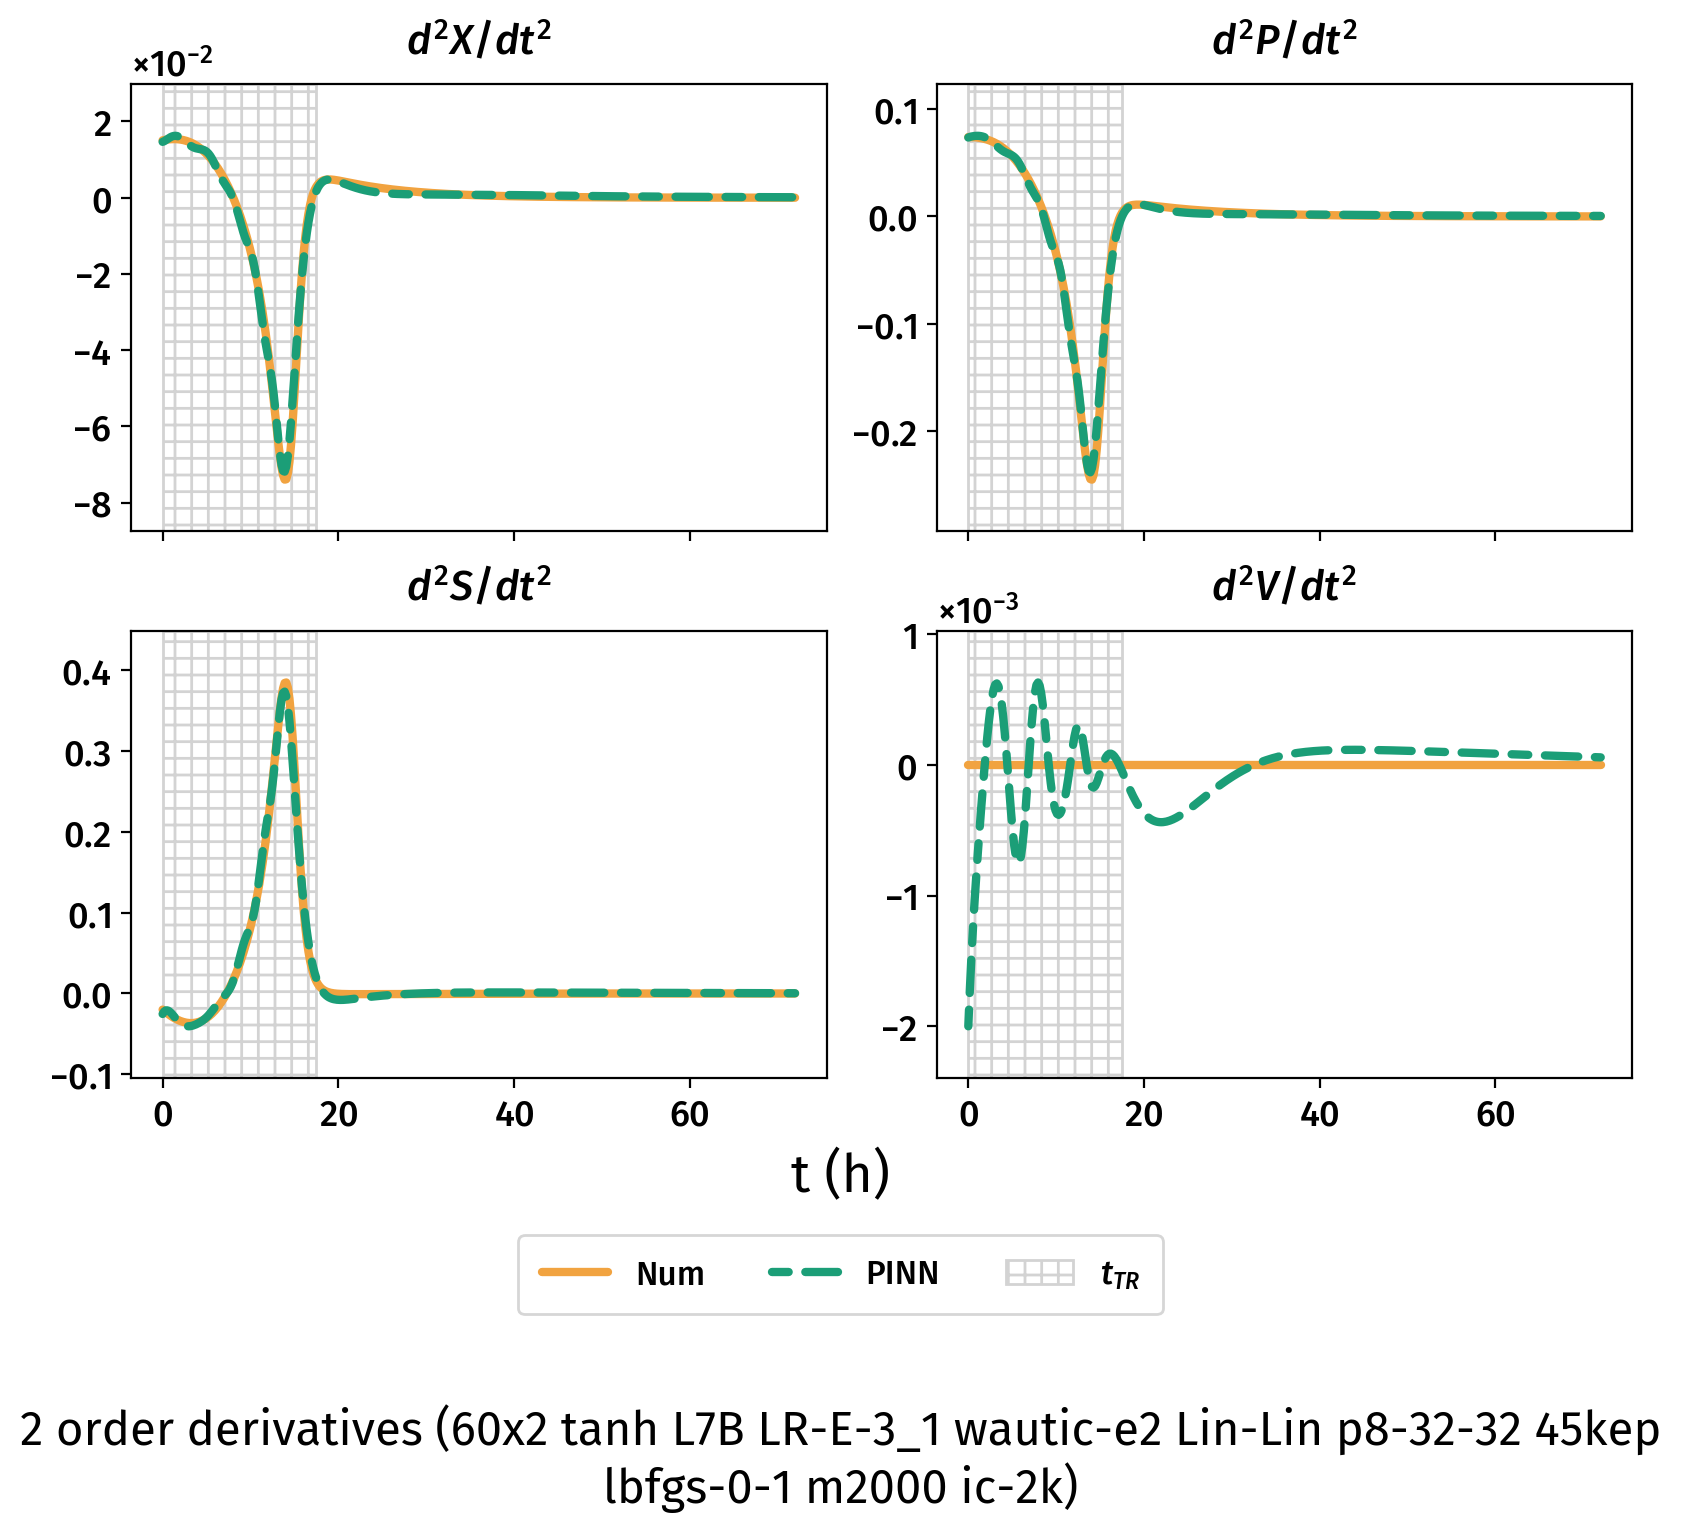 d²X/dt²
×10⁻²
2
0
−2
−4
−6
−8
d²P/dt²
0.1
0.0
−0.1
−0.2
d²S/dt²
0.4
0.3
0.2
0.1
0.0
−0.1
0 20 40 60
d²V/dt²
×10⁻³
1
0
−1
−2
0 20 40 60
t (h)
Num PINN t_TR
2 order derivatives (60x2 tanh L7B LR-E-3_1 wautic-e2 Lin-Lin p8-32-32 45kep
lbfgs-0-1 m2000 ic-2k)